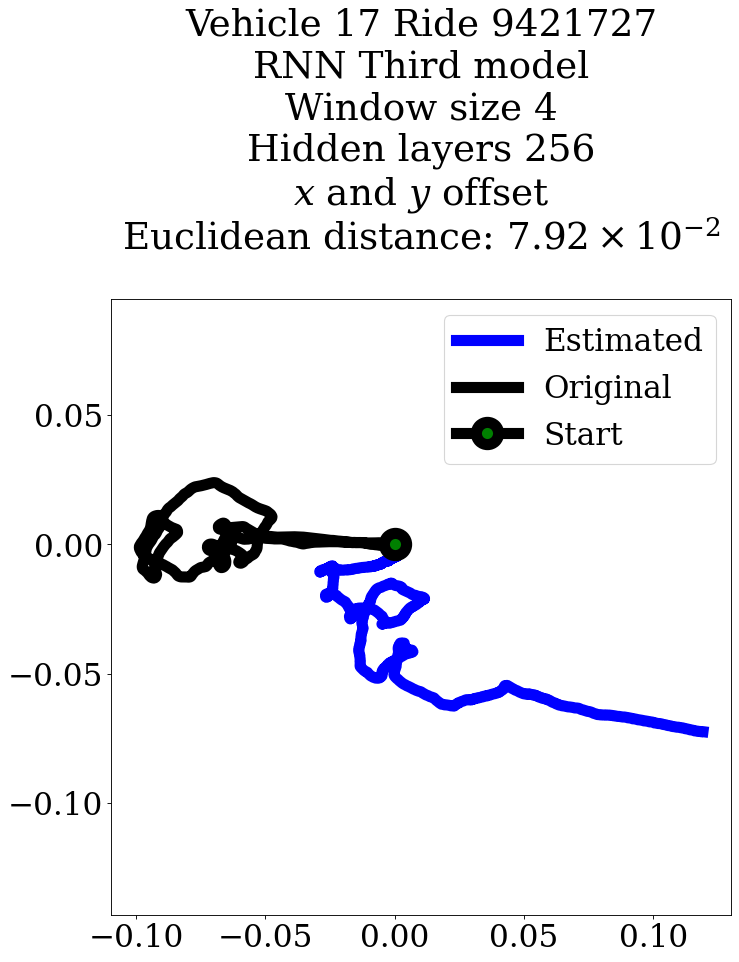 Vehicle 17 Ride 9421727
RNN Third model
Window size 4
Hidden layers 256
x and y offset
Euclidean distance: 7.92 × 10⁻²
Estimated
Original
Start
0.05
0.00
−0.05
−0.10
−0.10
−0.05
0.00
0.05
0.10